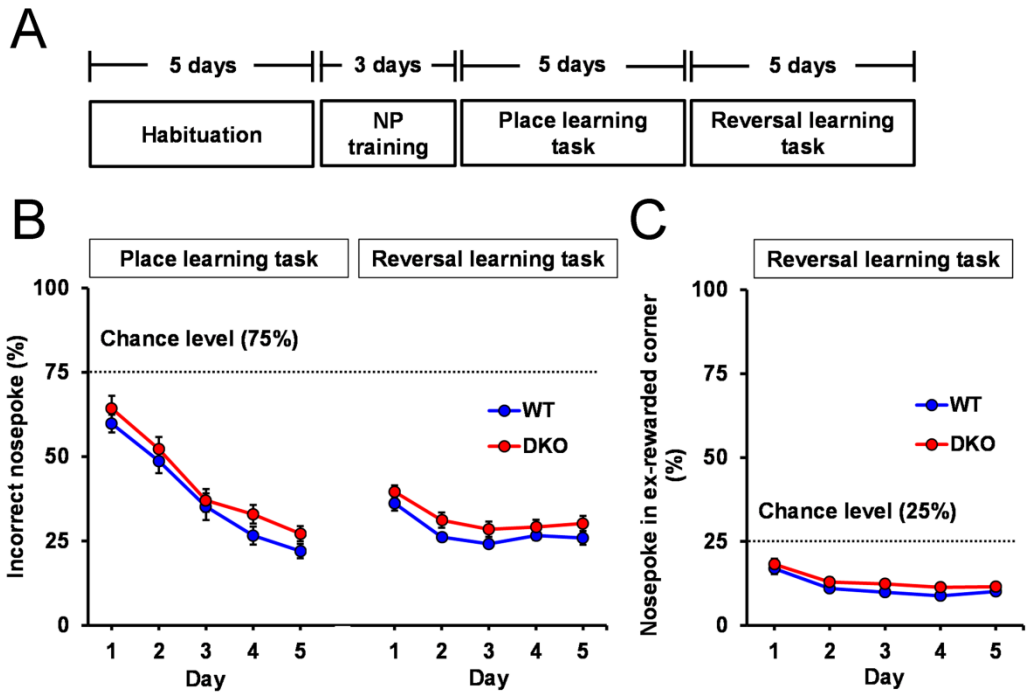 A
5 days
3 days
5 days
5 days
Habituation
NP
training
Place learning
task
Reversal learning
task
B
Place learning task
Reversal learning task
Incorrect nosepoke (%)
100
75
50
25
0
Chance level (75%)
WT
DKO
1 2 3 4 5
1 2 3 4 5
Day
Day
C
Reversal learning task
Nosepoke in ex-rewarded corner
(%)
100
75
50
25
0
WT
DKO
Chance level (25%)
1 2 3 4 5
Day